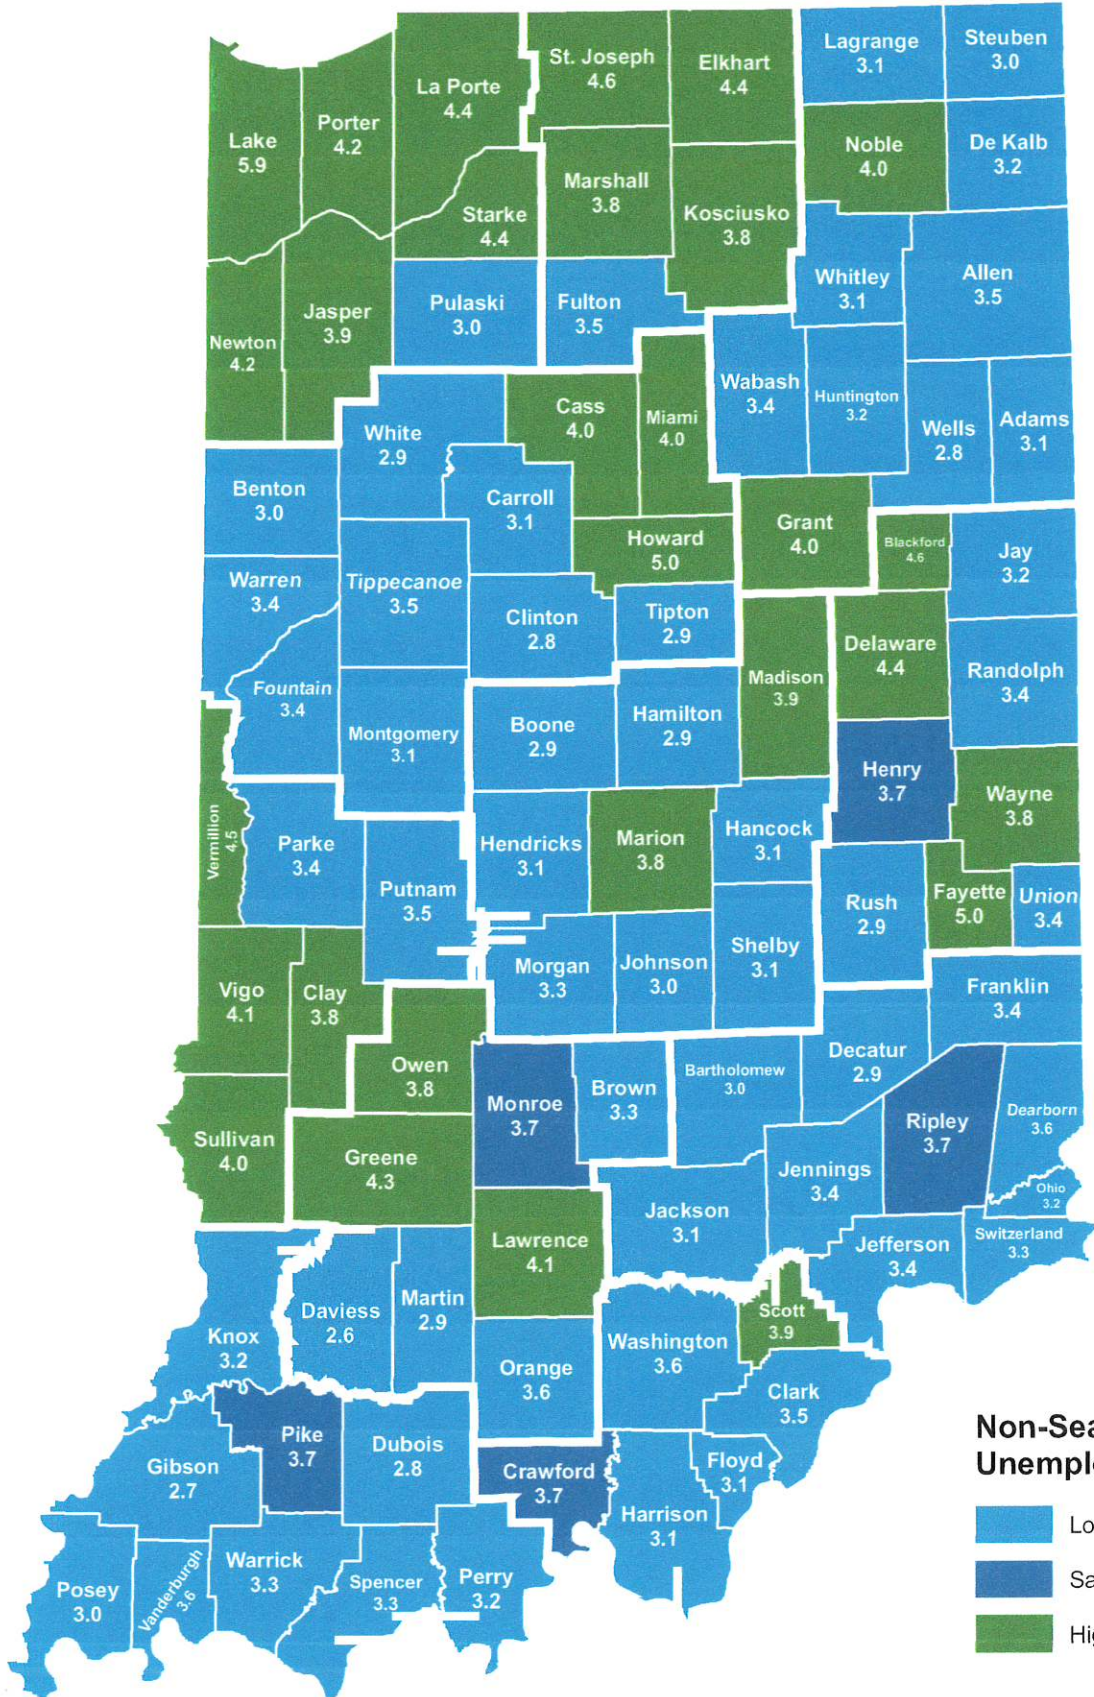 Lagrange
3.1
Steuben
3.0
St. Joseph
4.6
Elkhart
4.4
La Porte
4.4
Porter
4.2
Lake
5.9
Noble
4.0
De Kalb
3.2
Marshall
3.8
Kosciusko
3.8
Starke
4.4
Whitley
3.1
Allen
3.5
Pulaski
3.0
Fulton
3.5
Jasper
3.9
Newton
4.2
Wabash
3.4
Huntington
3.2
Wells
2.8
Adams
3.1
Cass
4.0
Miami
4.0
White
2.9
Carroll
3.1
Benton
3.0
Howard
5.0
Grant
4.0
Blackford
4.6
Jay
3.2
Warren
3.4
Tippecanoe
3.5
Clinton
2.8
Tipton
2.9
Delaware
4.4
Randolph
3.4
Madison
3.9
Fountain
3.4
Montgomery
3.1
Boone
2.9
Hamilton
2.9
Henry
3.7
Wayne
3.8
Vermillion
4.5
Parke
3.4
Putnam
3.5
Hendricks
3.1
Marion
3.8
Hancock
3.1
Rush
2.9
Fayette
5.0
Union
3.4
Vigo
4.1
Clay
3.8
Morgan
3.3
Johnson
3.0
Shelby
3.1
Franklin
3.4
Owen
3.8
Monroe
3.7
Brown
3.3
Bartholomew
3.0
Decatur
2.9
Ripley
3.7
Dearborn
3.6
Sullivan
4.0
Greene
4.3
Jennings
3.4
Ohio
3.2
Jackson
3.1
Lawrence
4.1
Jefferson
3.4
Switzerland
3.3
Knox
3.2
Daviess
2.6
Martin
2.9
Orange
3.6
Washington
3.6
Scott
3.9
Clark
3.5
Pike
3.7
Dubois
2.8
Gibson
2.7
Crawford
3.7
Floyd
3.1
Harrison
3.1
Posey
3.0
Vanderburgh
3.6
Warrick
3.3
Spencer
3.3
Perry
3.2
Non-Sea
Unemplo
Lo
Sa
Hig